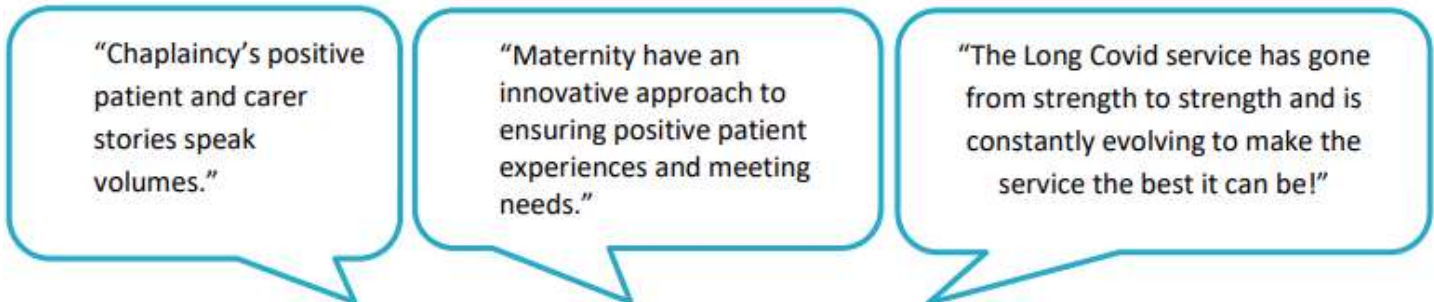 “Chaplaincy’s positive
patient and carer
stories speak
volumes.”
“Maternity have an
innovative approach to
ensuring positive patient
experiences and meeting
needs.”
“The Long Covid service has gone
from strength to strength and is
constantly evolving to make the
service the best it can be!”